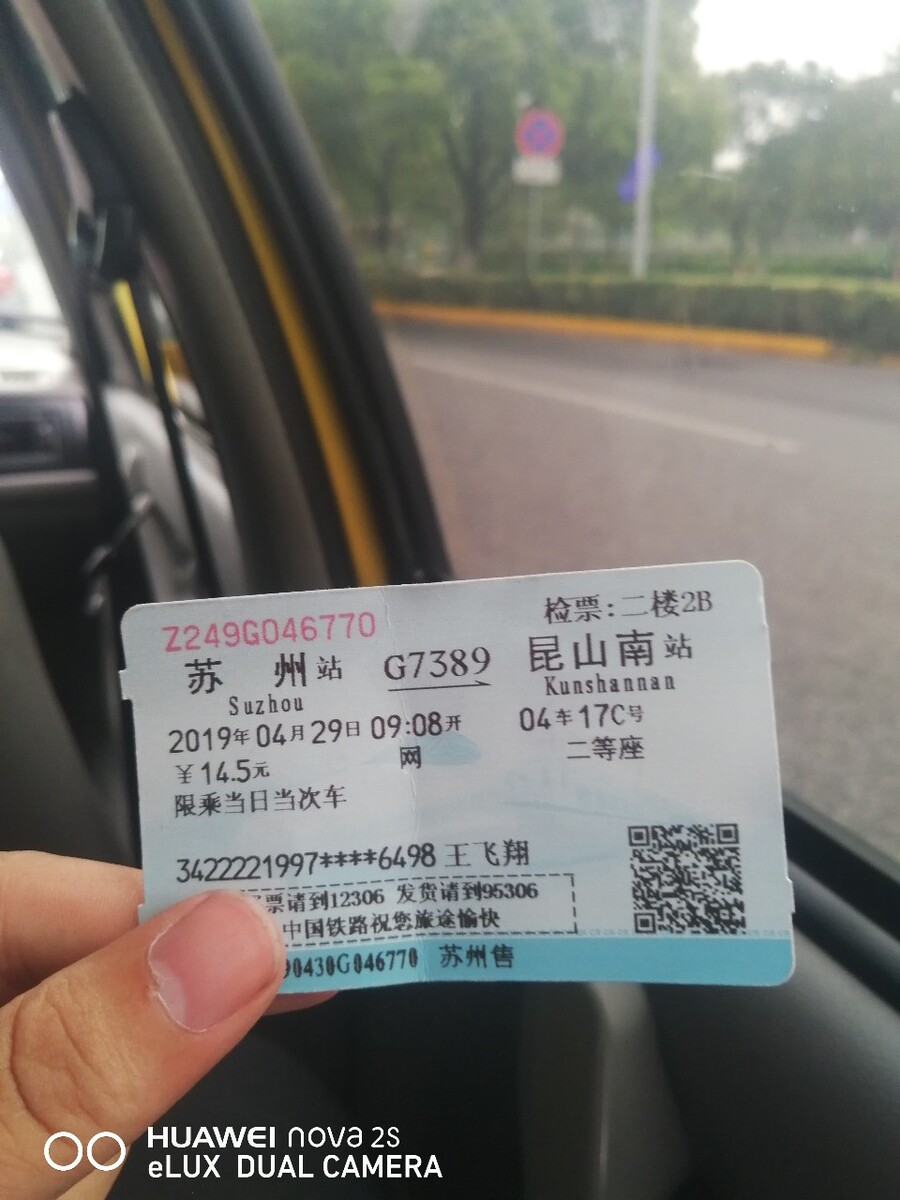 Z249G046770 检票:二楼2B
苏州站 G7389 昆山南站
Suzhou Kunshannan
2019年04月29日09:08开 04车17C号
￥14.5元 网 二等座
限乘当日当次车
3422221997****6498 王飞翔
票请到12306 发货请到95306
中国铁路祝您旅途愉快
0430G046770 苏州售
HUAWEI nova 2s
eLUX DUAL CAMERA